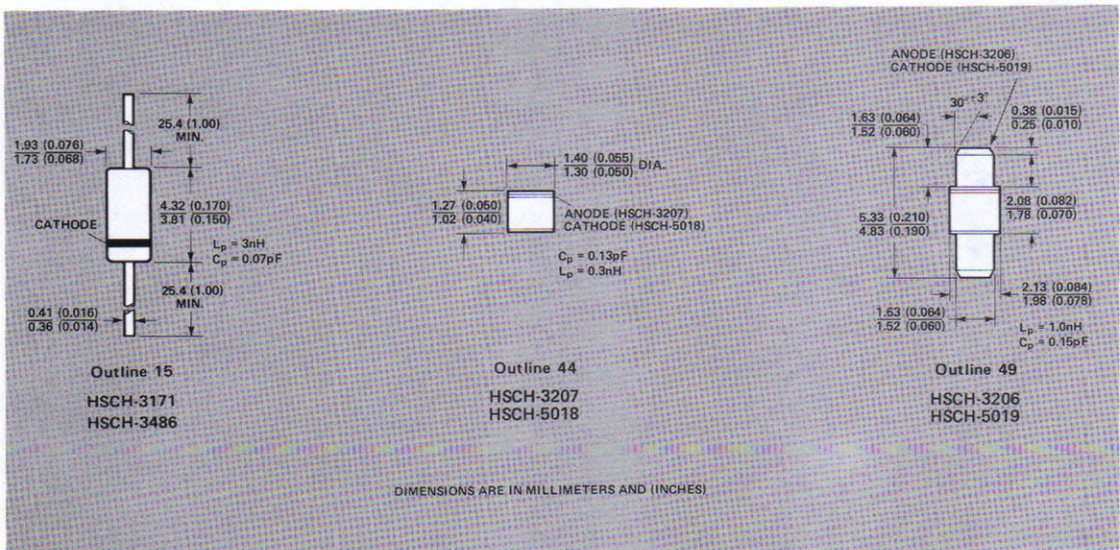 25.4 (1.00)
MIN.
1.93 (0.076)
1.73 (0.068)
4.32 (0.170)
3.81 (0.150)
CATHODE
Lp = 3nH
Cp = 0.07pF
25.4 (1.00)
MIN.
0.41 (0.016)
0.36 (0.014)
Outline 15
HSCH-3171
HSCH-3486
1.40 (0.055)
1.30 (0.050) DIA.
1.27 (0.050)
1.02 (0.040)
ANODE (HSCH-3207)
CATHODE (HSCH-5018)
Cp = 0.13pF
Lp = 0.3nH
Outline 44
HSCH-3207
HSCH-5018
ANODE (HSCH-3206)
CATHODE (HSCH-5019)
1.63 (0.064)
1.52 (0.060)
0.38 (0.015)
0.25 (0.010)
5.33 (0.210)
4.83 (0.190)
2.08 (0.082)
1.78 (0.070)
2.13 (0.084)
1.98 (0.078)
1.63 (0.064)
1.52 (0.060)
Lp = 1.0nH
Cp = 0.15pF
Outline 49
HSCH-3206
HSCH-5019
DIMENSIONS ARE IN MILLIMETERS AND (INCHES)